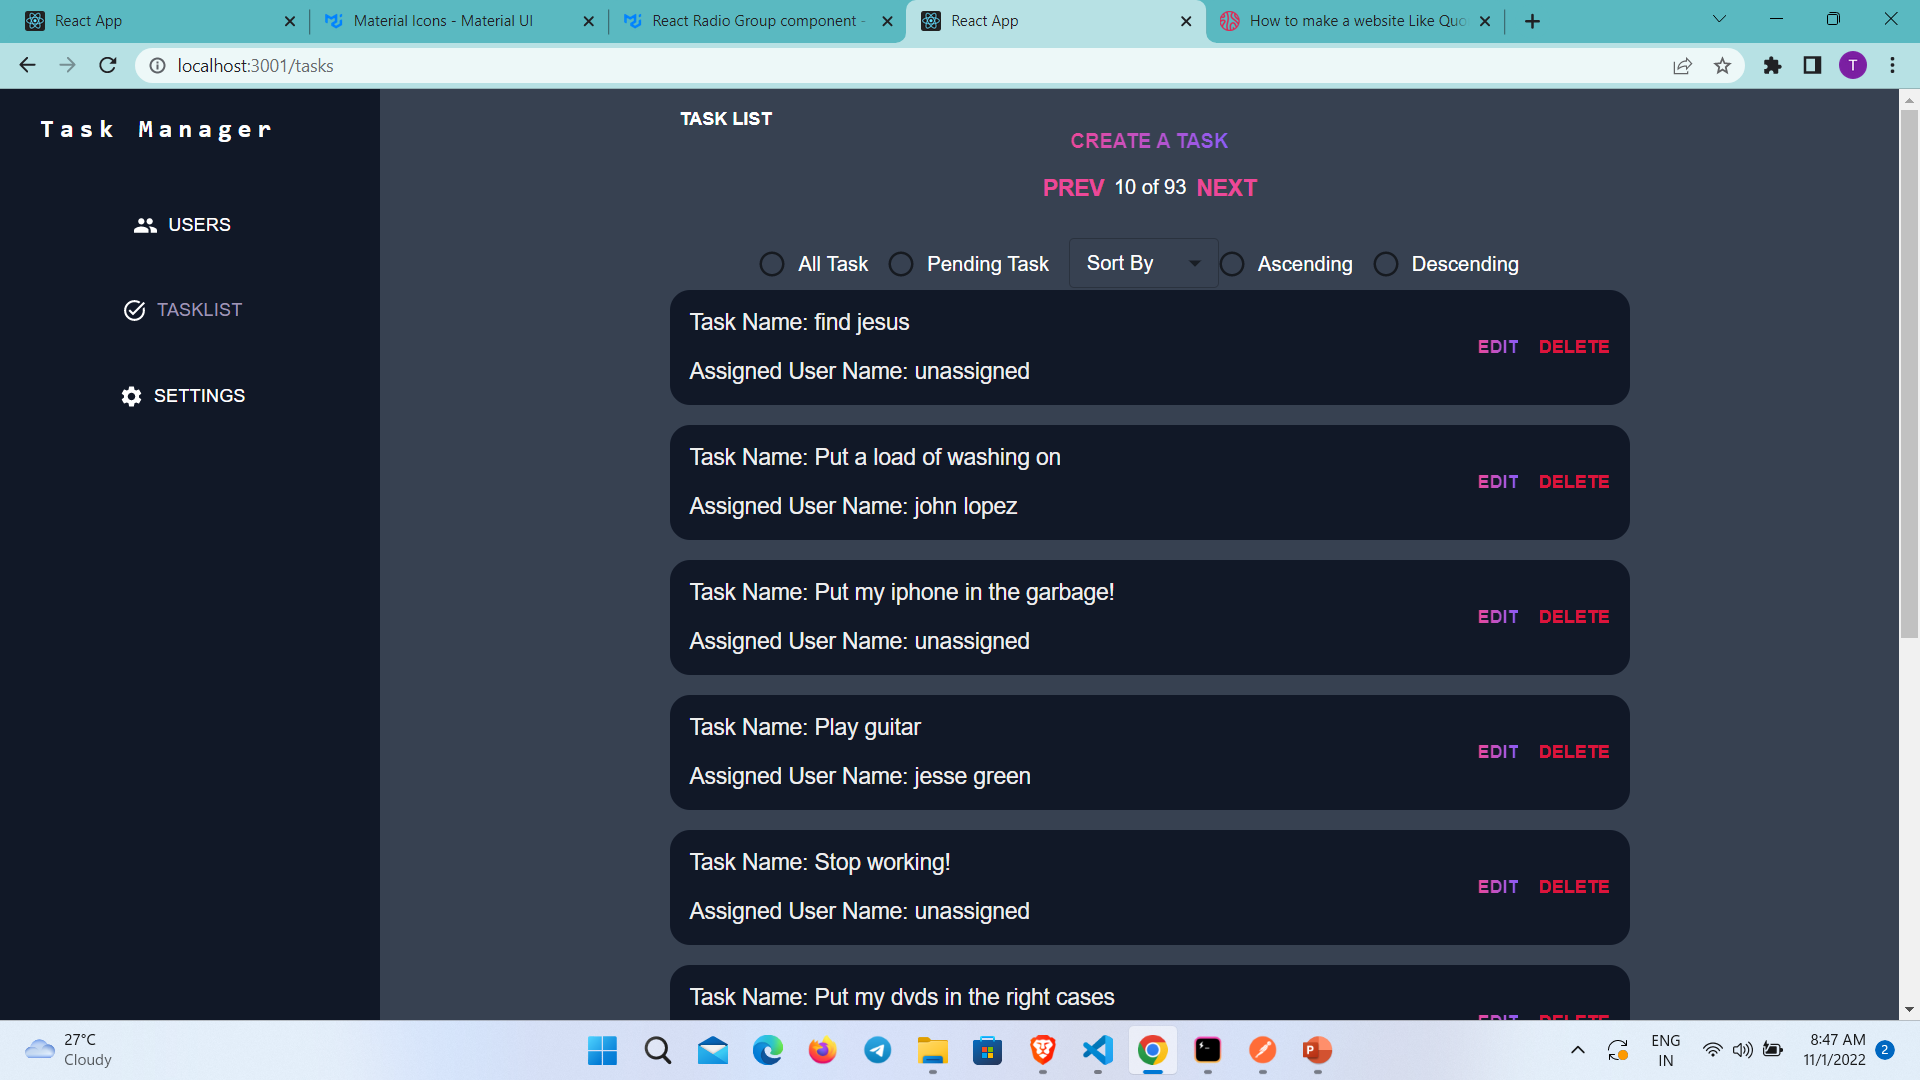 React App
Material Icons - Material UI
React Radio Group component -
React App
How to make a website Like Quo
localhost:3001/tasks
T
Task Manager
USERS
TASKLIST
SETTINGS
TASK LIST
CREATE A TASK
PREV 10 of 93 NEXT
All Task Pending Task Sort By Ascending Descending
Task Name: find jesus
Assigned User Name: unassigned
EDIT DELETE
Task Name: Put a load of washing on
Assigned User Name: john lopez
EDIT DELETE
Task Name: Put my iphone in the garbage!
Assigned User Name: unassigned
EDIT DELETE
Task Name: Play guitar
Assigned User Name: jesse green
EDIT DELETE
Task Name: Stop working!
Assigned User Name: unassigned
EDIT DELETE
Task Name: Put my dvds in the right cases
EDIT DELETE
27°C
Cloudy
ENG
IN
8:47 AM
11/1/2022
2